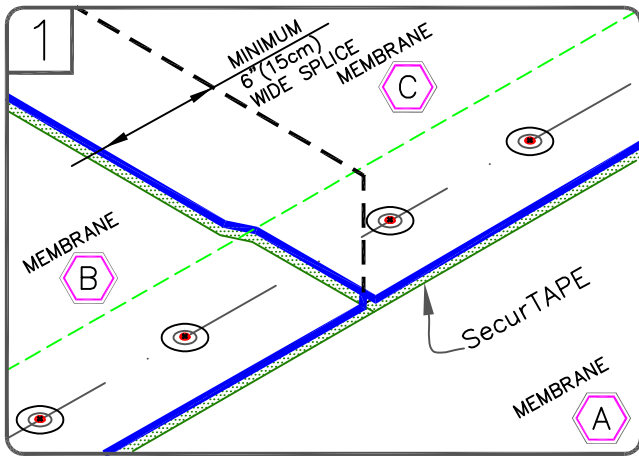 1
MINIMUM
6"(15cm)
WIDE SPLICE
MEMBRANE
C
MEMBRANE
B
SecurTAPE
MEMBRANE
A